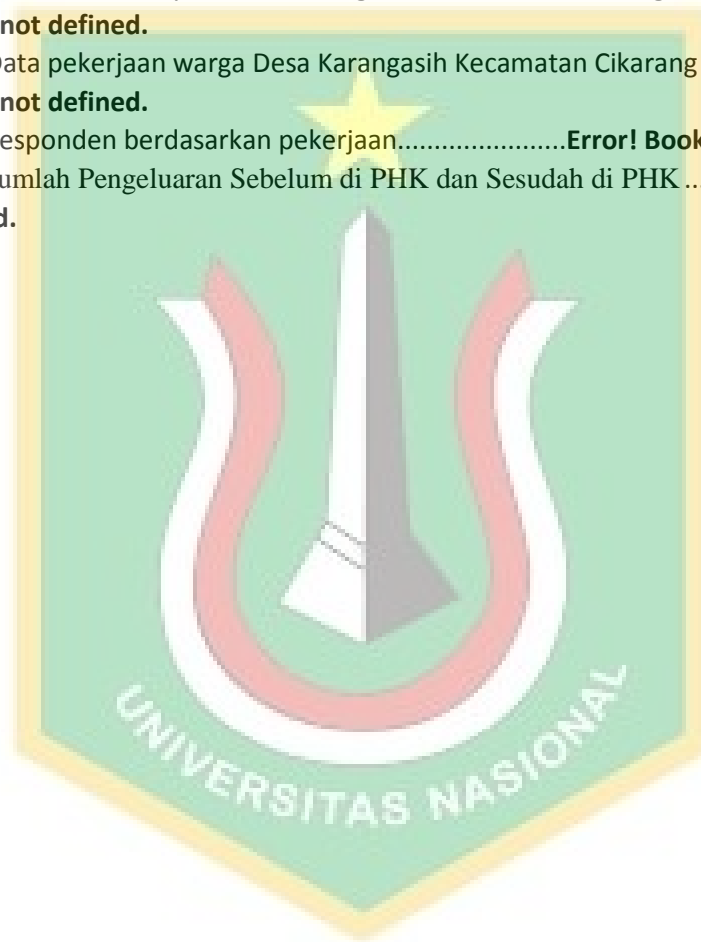 not defined.
Data pekerjaan warga Desa Karangasih Kecamatan Cikarang
not defined.
esponden berdasarkan pekerjaan......................Error! Book
umlah Pengeluaran Sebelum di PHK dan Sesudah di PHK ...
d.
UNIVERSITAS NASIONAL